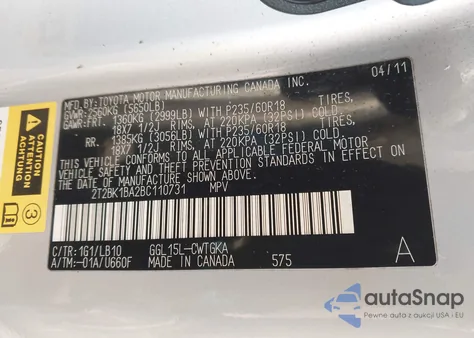 MFD.BY:TOYOTA MOTOR MANUFACTURING CANADA INC. 04/11
GVWR:2560KG (5650LB)
GAWR:FRT. 1360KG (2999LB) WITH P235/60R18 TIRES,
18X7 1/2J RIMS, AT 220KPA (32PSI) COLD.
RR. 1385KG (3056LB) WITH P235/60R18 TIRES,
18X7 1/2J RIMS, AT 220KPA (32PSI) COLD.
THIS VEHICLE CONFORMS TO ALL APPLICABLE FEDERAL MOTOR
VEHICLE SAFETY AND THEFT PREVENTION STANDARDS IN EFFECT
ON THE DATE OF MANUFACTURE SHOWN ABOVE.
2T2BK1BA2BC110731 MPV
C/TR:1G1/LB10 GGL15L-CWTGKA
A/TM:-01A/U660F MADE IN CANADA 575
A
CAUTION
ATTENTION
ACHTUNG
3
autoSnap
Pewne auta z aukcji USA i EU